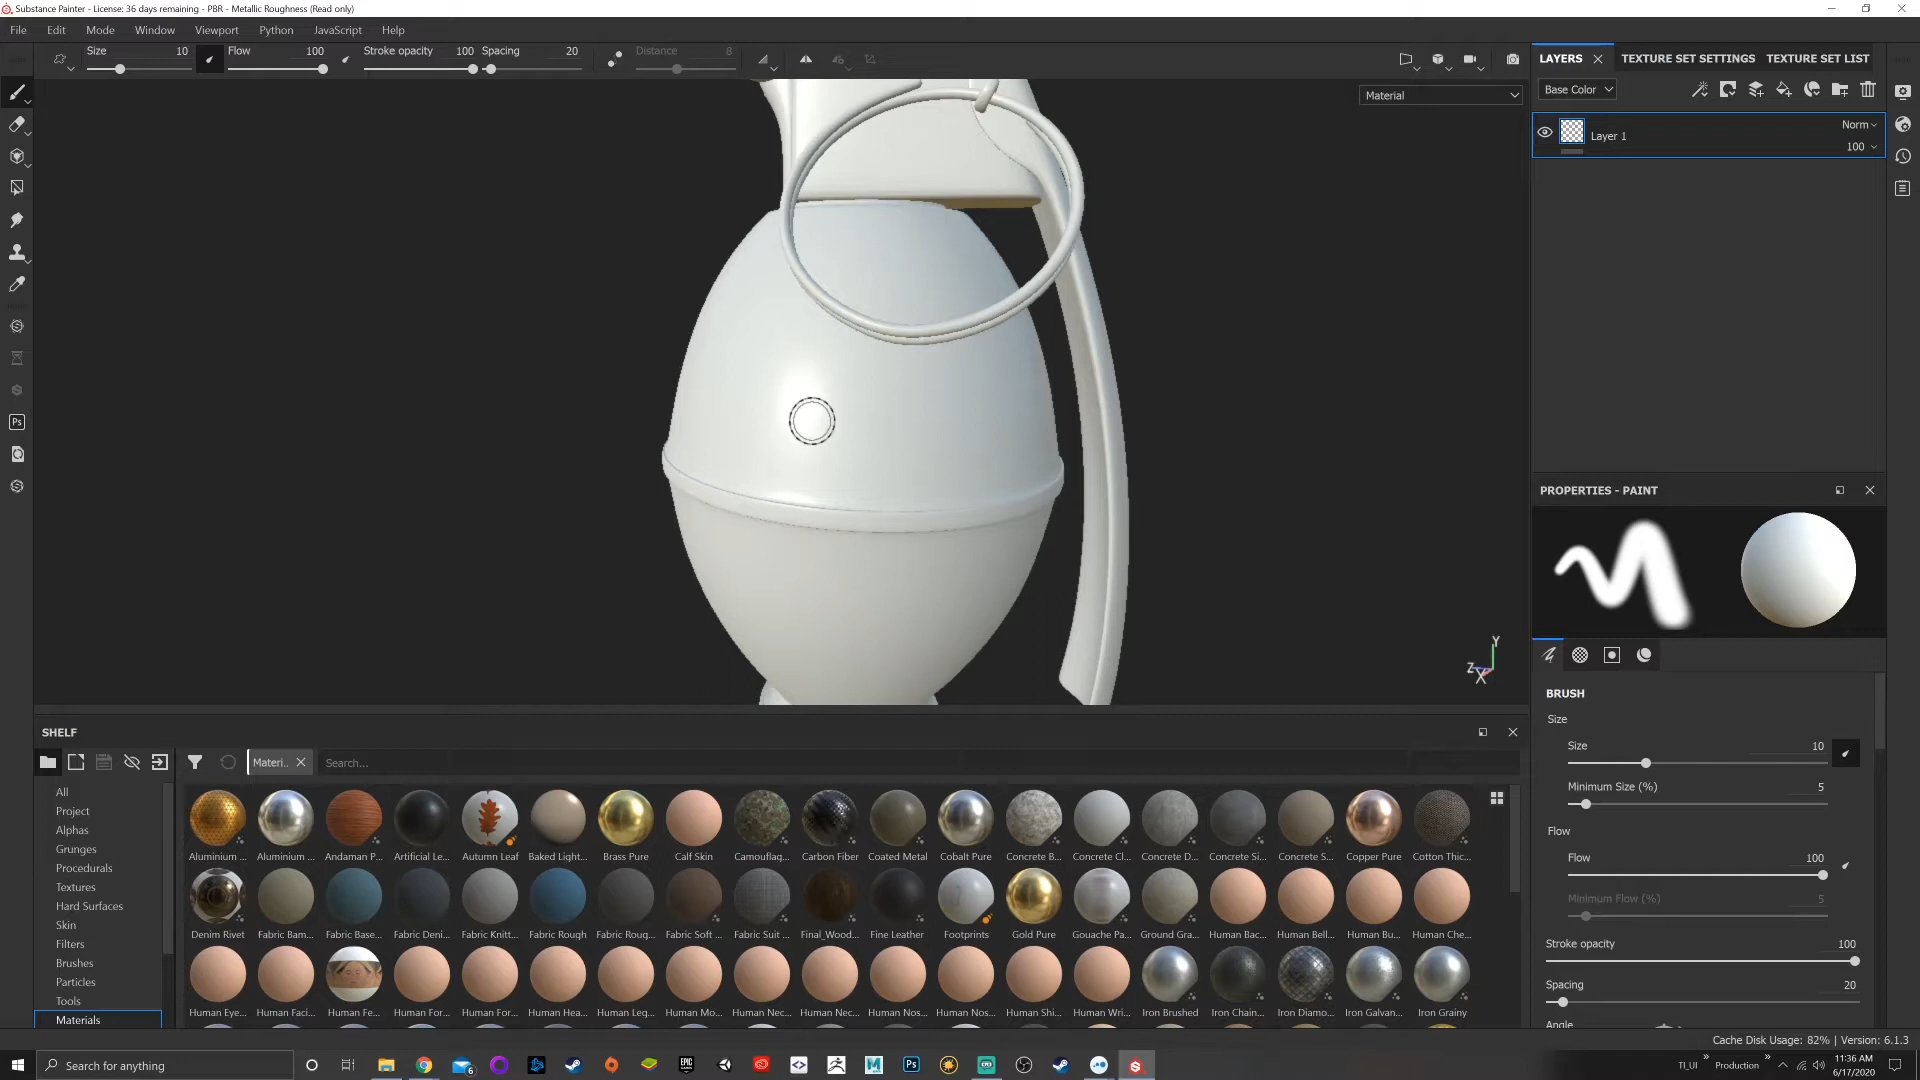 Substance Painter - License: 36 days remaining - PBR - Metallic Roughness (Read only)
File Edit Mode Window Viewport Python JavaScript Help
Size 10 Flow 100 Stroke opacity 100 Spacing 20 Distance 8
Material
LAYERS TEXTURE SET SETTINGS TEXTURE SET LIST
Base Color
Layer 1 Norm
100
PROPERTIES - PAINT
Y
Z
X
BRUSH
Size
Size 10
Minimum Size (%) 5
Flow
Flow 100
Minimum Flow (%) 5
Stroke opacity 100
Spacing 20
Angle
SHELF
Materi.. Search...
All
Project
Alphas
Grunges
Procedurals
Textures
Hard Surfaces
Skin
Filters
Brushes
Particles
Tools
Materials
Aluminium ... Aluminium ... Andaman P... Artificial Le... Autumn Leaf Baked Light... Brass Pure Calf Skin Camouflag... Carbon Fiber Coated Metal Cobalt Pure Concrete B... Concrete Cl... Concrete D... Concrete Si... Concrete S... Copper Pure Cotton Thic...
Denim Rivet Fabric Bam... Fabric Base... Fabric Deni... Fabric Knitt... Fabric Rough Fabric Roug... Fabric Soft ... Fabric Suit ... Final_Wood... Fine Leather Footprints Gold Pure Gouache Pa... Ground Gra... Human Bac... Human Bell... Human Bu... Human Che...
Human Eye... Human Faci... Human Fe... Human For... Human For... Human Hea... Human Leg... Human Mo... Human Nec... Human Nec... Human Nos... Human Nos... Human Shi... Human Wri... Iron Brushed Iron Chain... Iron Diamo... Iron Galvan... Iron Grainy
Cache Disk Usage: 82% | Version: 6.1.3
Search for anything
6
EPIC GAMES
Ps
TI_UI » Production »
11:36 AM
6/17/2020